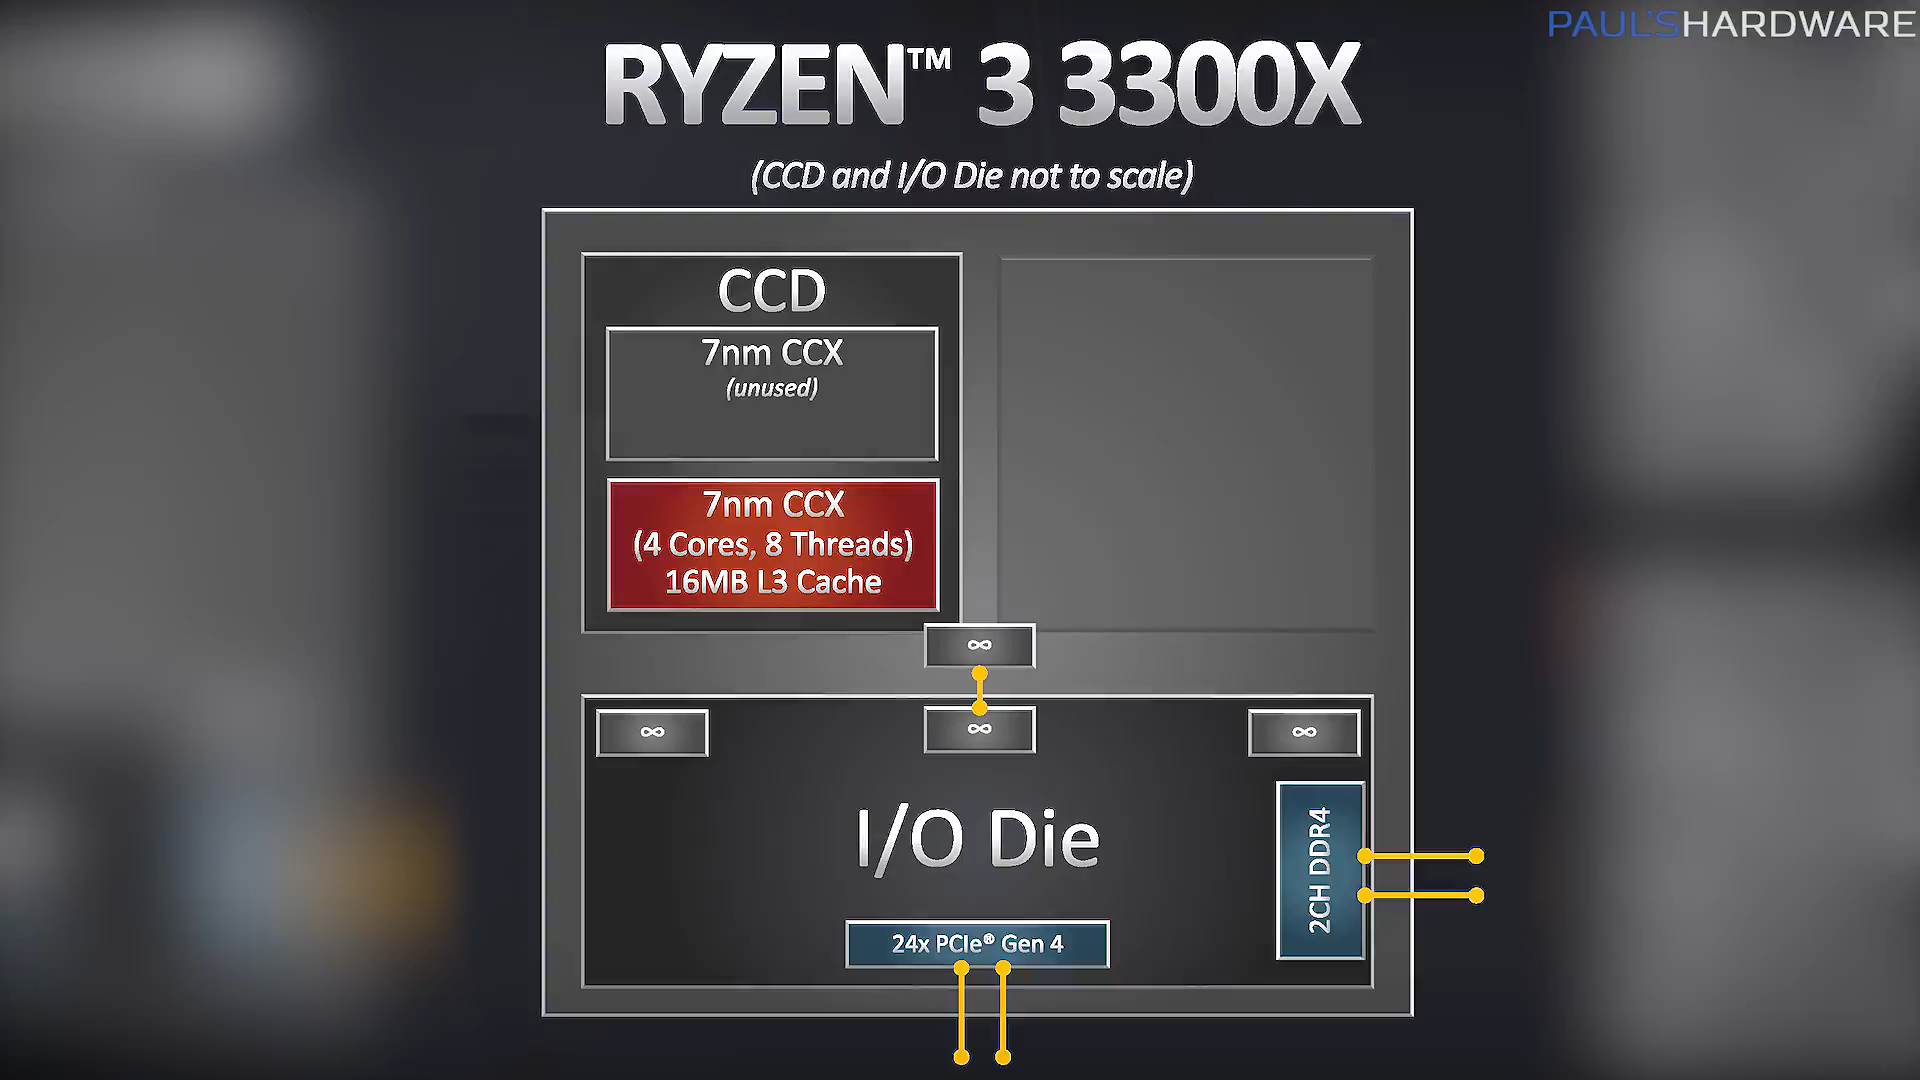 PAUL'SHARDWARE
RYZEN™ 3 3300X
(CCD and I/O Die not to scale)
CCD
7nm CCX
(unused)
7nm CCX
(4 Cores, 8 Threads)
16MB L3 Cache
∞
∞
∞
∞
I/O Die
2CH DDR4
24x PCIe® Gen 4